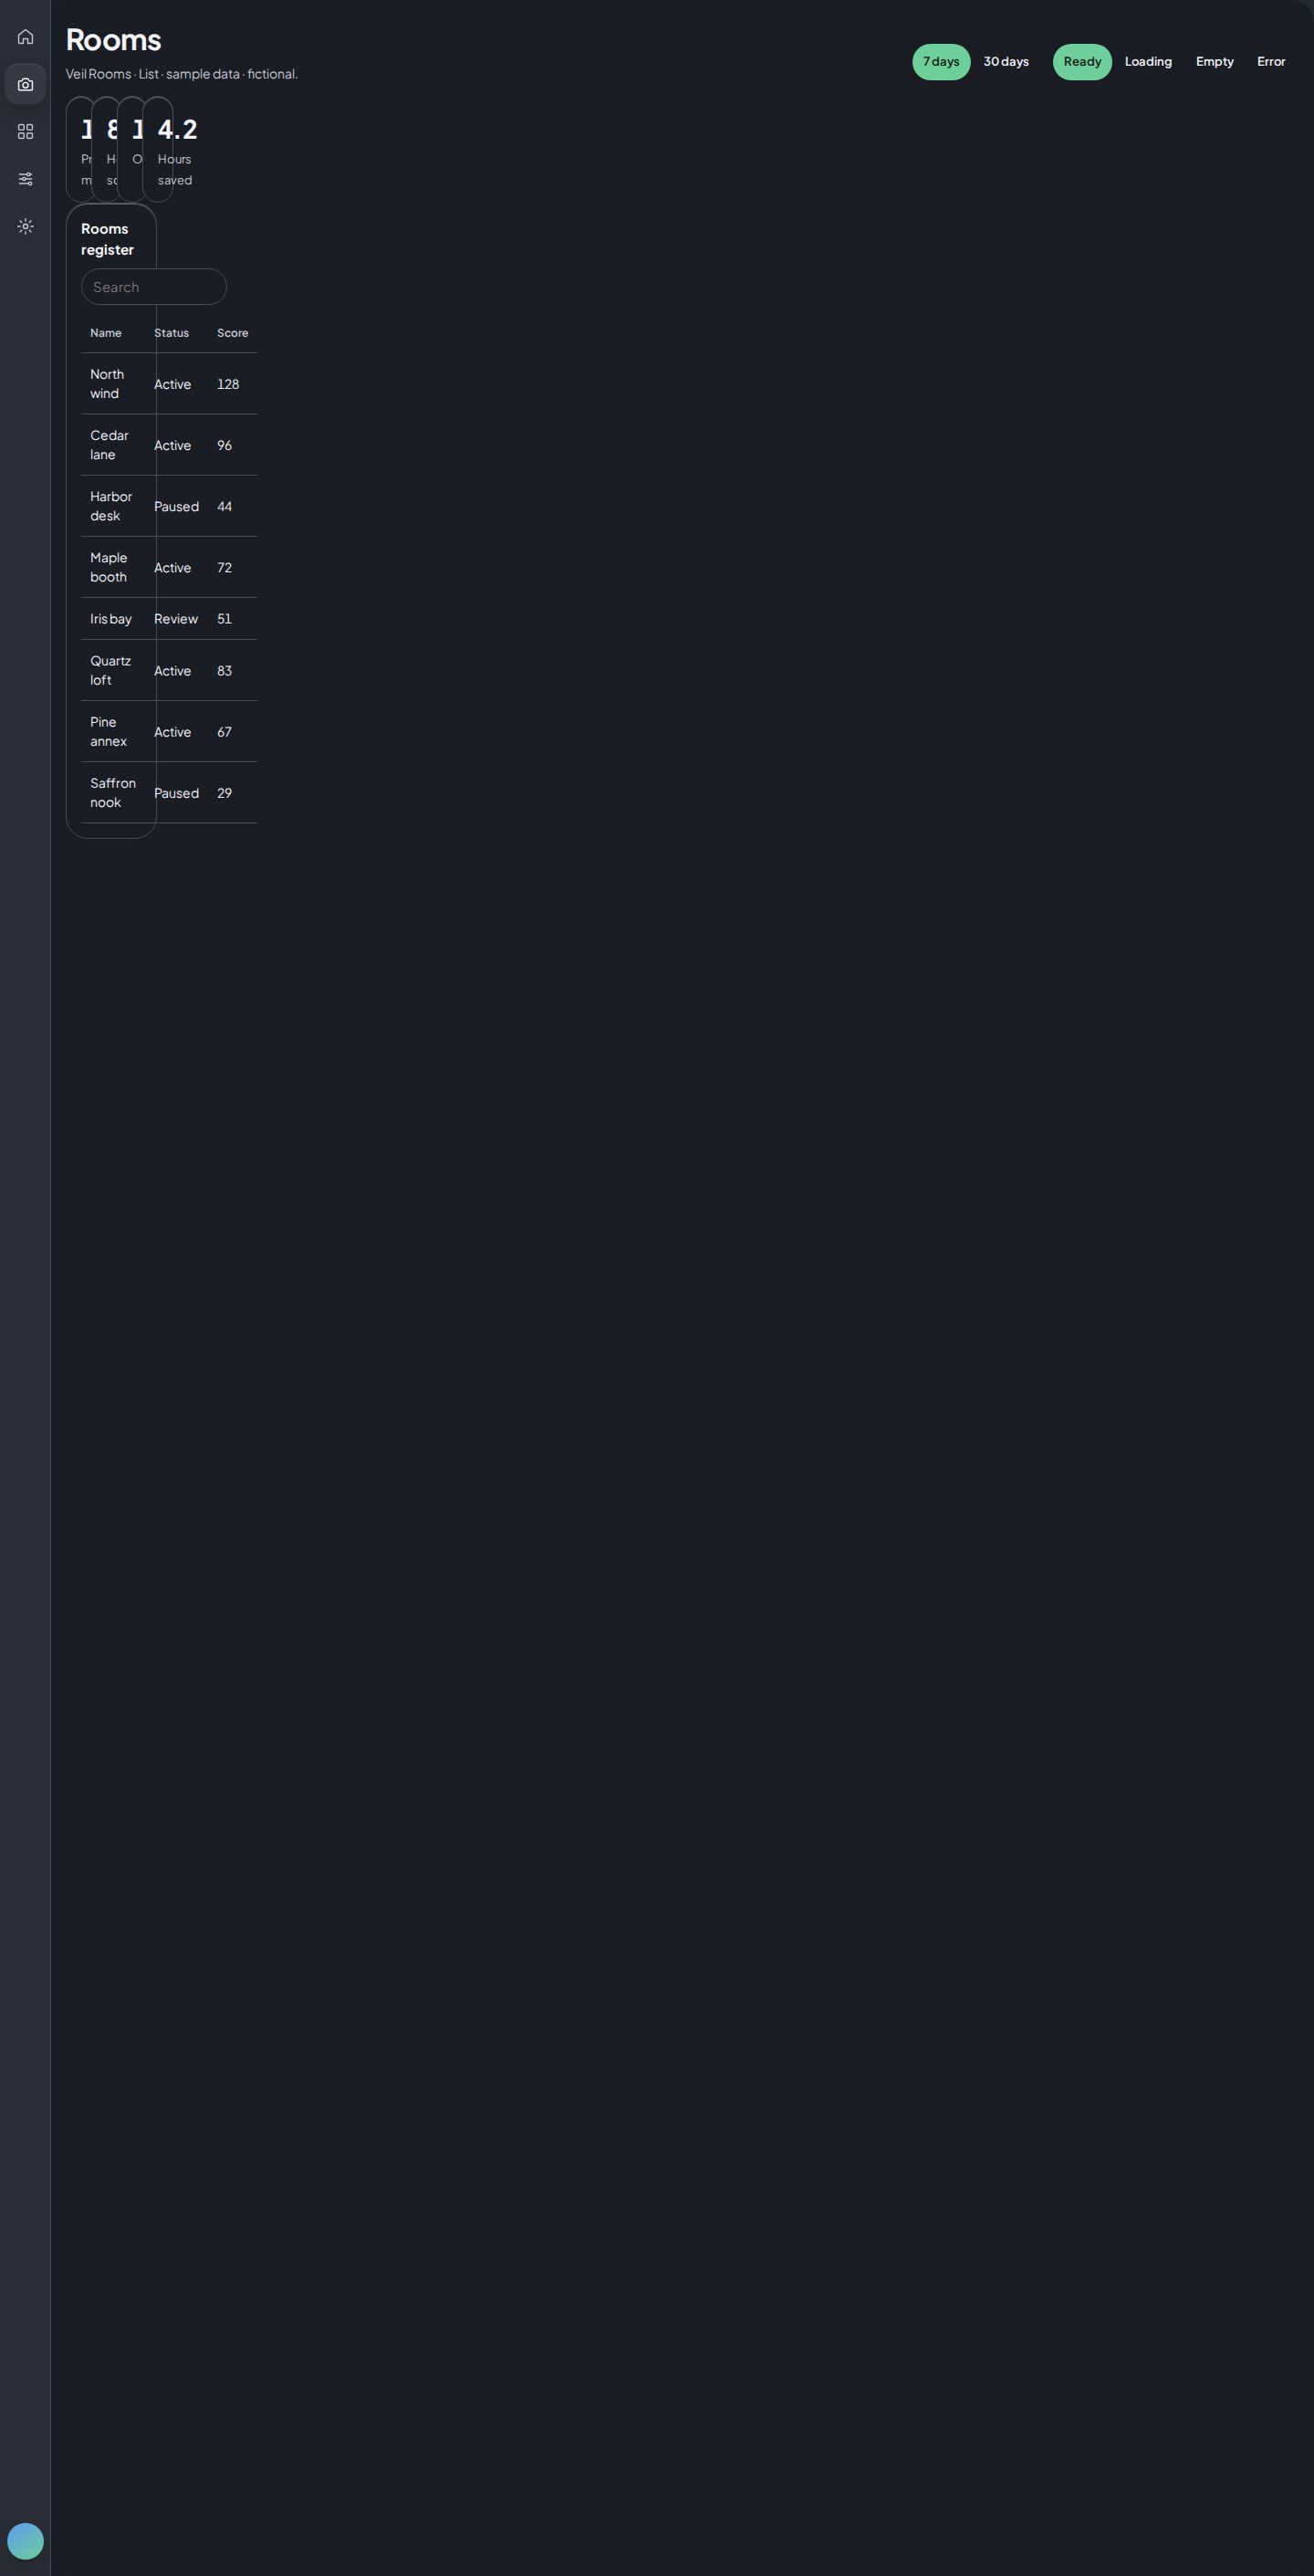 Rooms
Veil Rooms · List · sample data · fictional.
7 days 30 days Ready Loading Empty Error
4.2
Hours
saved
Rooms
register
Search
Name Status Score
North
wind
Active 128
Cedar
lane
Active 96
Harbor
desk
Paused 44
Maple
booth
Active 72
Iris bay Review 51
Quartz
loft
Active 83
Pine
annex
Active 67
Saffron
nook
Paused 29